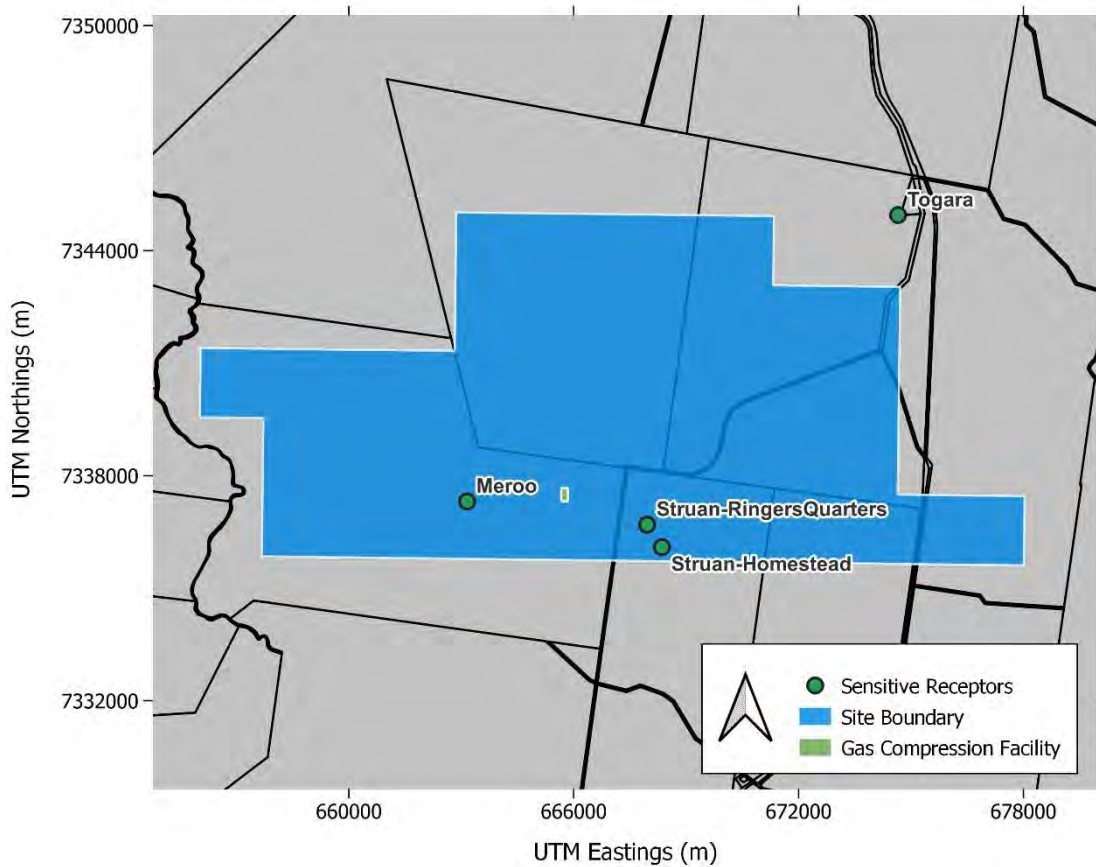 7350000
7344000
7338000
7332000
UTM Northings (m)
Togara
Meroo
Struan-RingersQuarters
Struan-Homestead
Sensitive Receptors
Site Boundary
Gas Compression Facility
660000
666000
672000
678000
UTM Eastings (m)